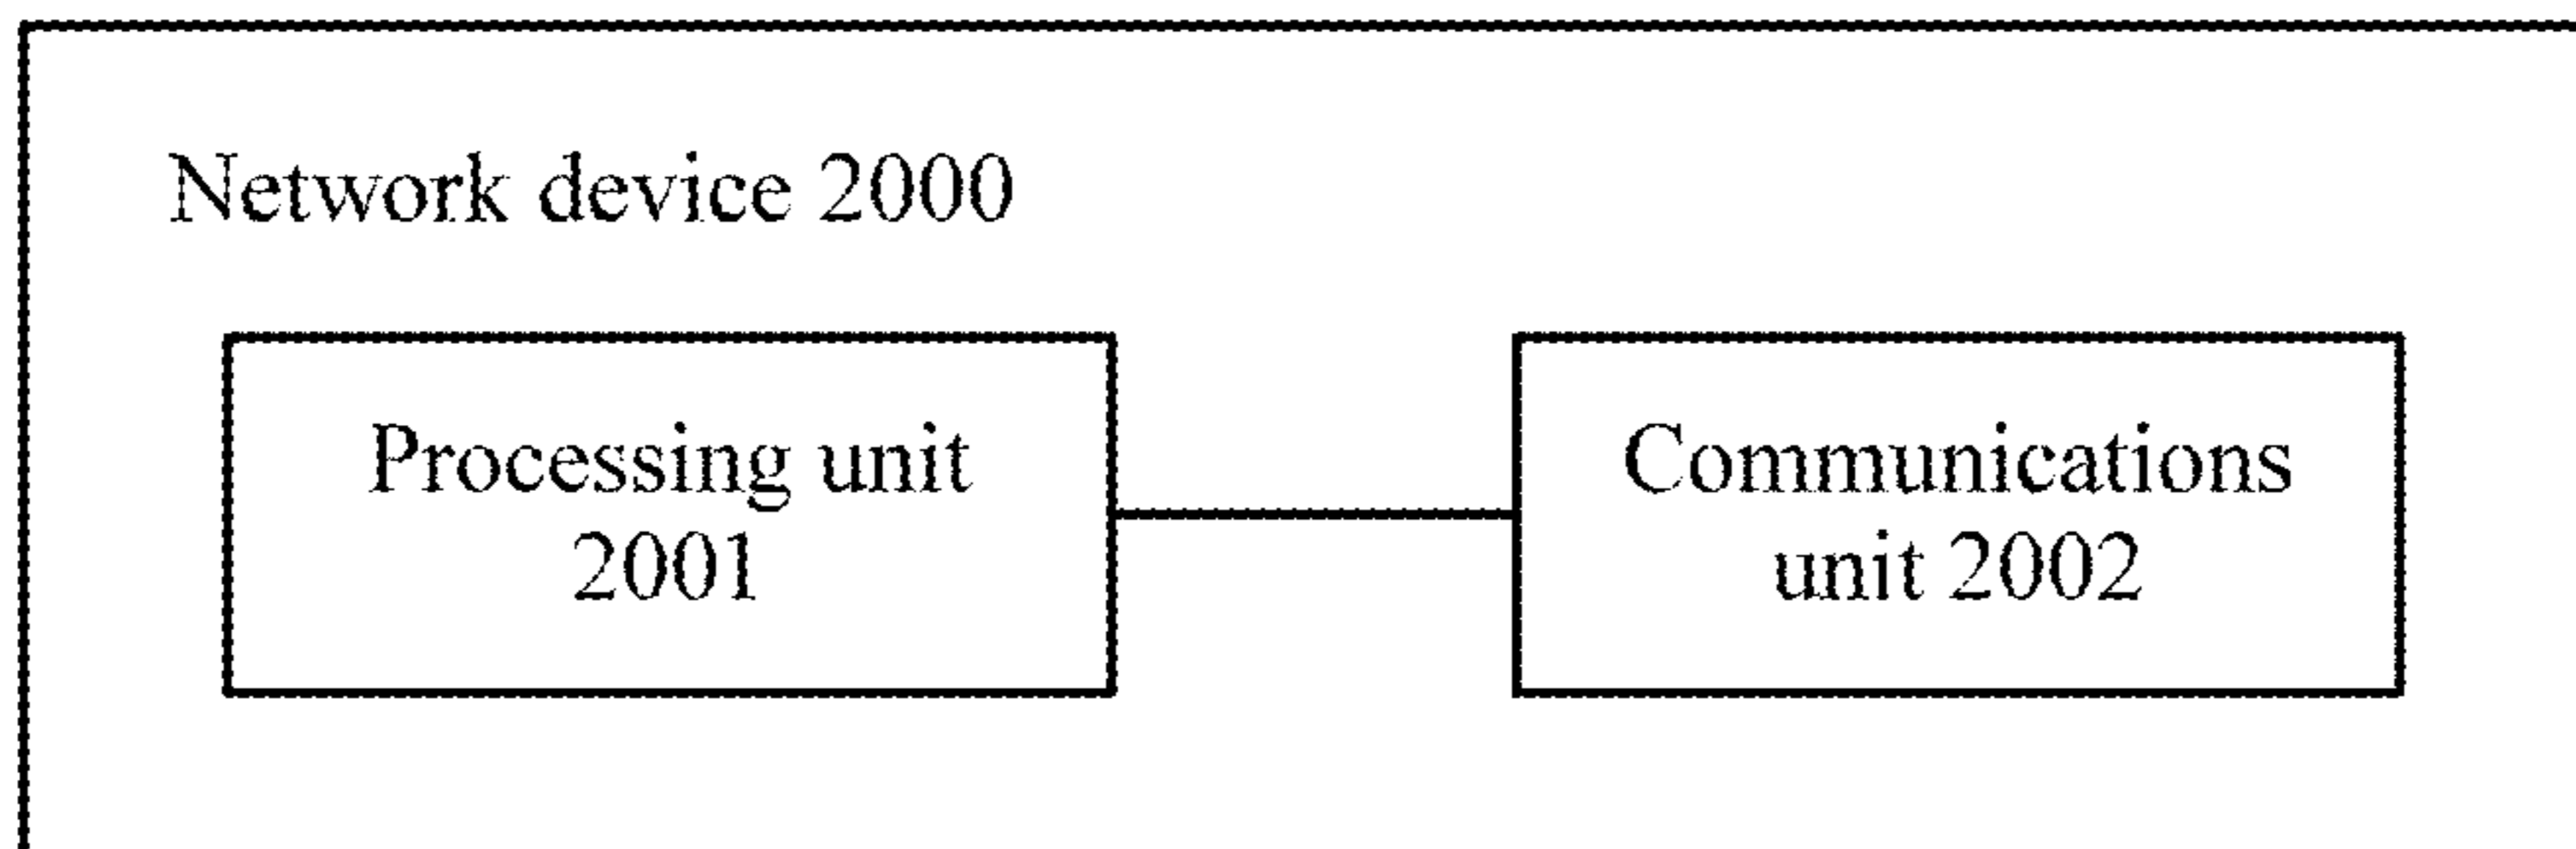 Network device 2000
Processing unit
2001
Communications
unit 2002